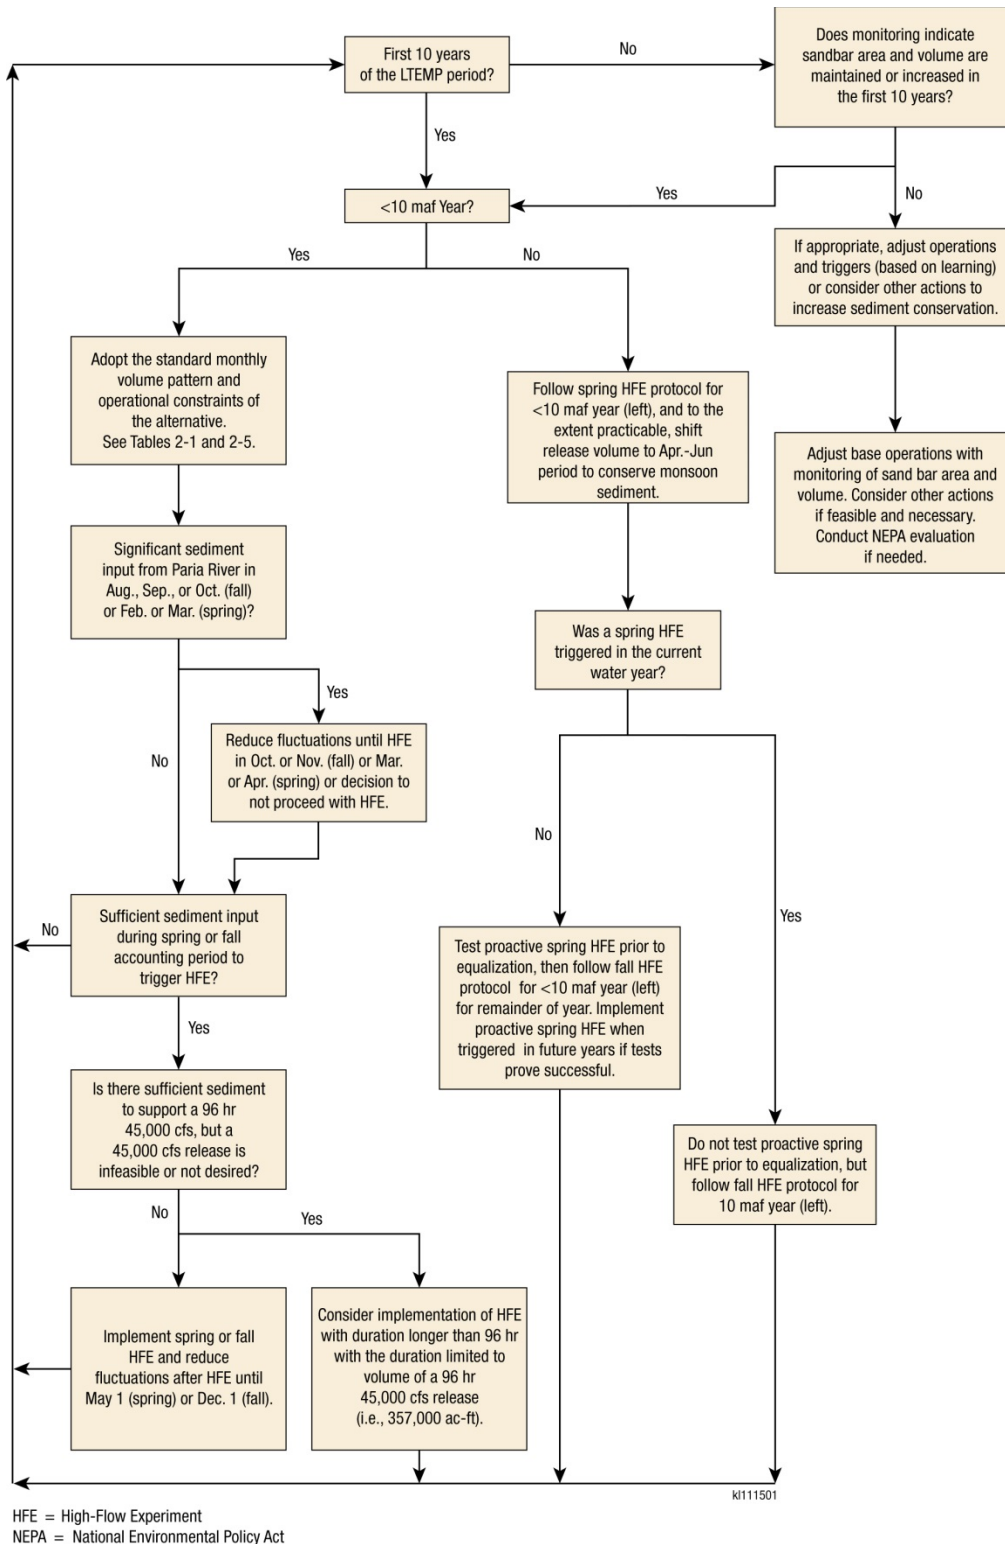 First 10 years
of the LTEMP period?
No
Does monitoring indicate
sandbar area and volume are
maintained or increased in
the first 10 years?
Yes
Yes
No
<10 maf Year?
If appropriate, adjust operations
and triggers (based on learning)
or consider other actions to
increase sediment conservation.
Yes
No
Adopt the standard monthly
volume pattern and
operational constraints of
the alternative.
See Tables 2-1 and 2-5.
Follow spring HFE protocol for
<10 maf year (left), and to the
extent practicable, shift
release volume to Apr.-Jun
period to conserve monsoon
sediment.
Adjust base operations with
monitoring of sand bar area and
volume. Consider other actions
if feasible and necessary.
Conduct NEPA evaluation
if needed.
Significant sediment
input from Paria River in
Aug., Sep., or Oct. (fall)
or Feb. or Mar. (spring)?
Was a spring HFE
triggered in the current
water year?
Yes
No
Reduce fluctuations until HFE
in Oct. or Nov. (fall) or Mar.
or Apr. (spring) or decision to
not proceed with HFE.
No
Yes
Sufficient sediment input
during spring or fall
accounting period to
trigger HFE?
No
Yes
Test proactive spring HFE prior to
equalization, then follow fall HFE
protocol for <10 maf year (left)
for remainder of year. Implement
proactive spring HFE when
triggered in future years if tests
prove successful.
Is there sufficient sediment
to support a 96 hr
45,000 cfs, but a
45,000 cfs release is
infeasible or not desired?
Do not test proactive spring
HFE prior to equalization, but
follow fall HFE protocol for
10 maf year (left).
No
Yes
Implement spring or fall
HFE and reduce
fluctuations after HFE until
May 1 (spring) or Dec. 1 (fall).
Consider implementation of HFE
with duration longer than 96 hr
with the duration limited to
volume of a 96 hr
45,000 cfs release
(i.e., 357,000 ac-ft).
kl111501
HFE = High-Flow Experiment
NEPA = National Environmental Policy Act